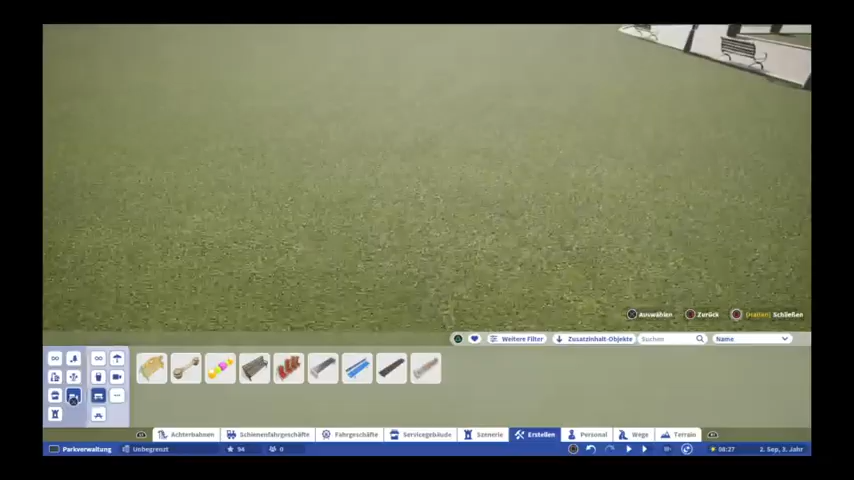 Auswählen Zurück [Halten] Schließen
Weitere Filter Zusatzinhalt-Objekte Suchen Name
Achterbahnen Schienenfahrgeschäfte Fahrgeschäfte Servicegebäude Szenerie Erstellen Personal Wege Terrain
Parkverwaltung Unbegrenzt 94 0 08:27 2. Sep, 3. Jahr